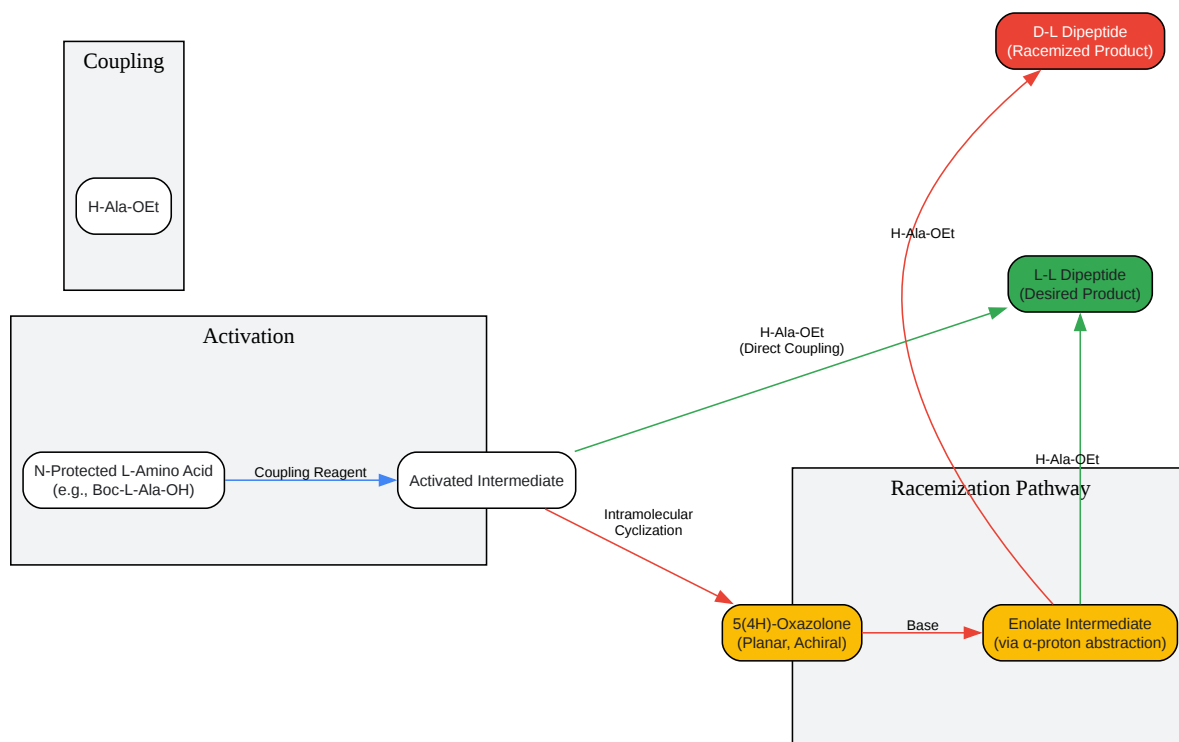 D-L Dipeptide
(Racemized Product)
Coupling
H-Ala-OEt
H-Ala-OEt
L-L Dipeptide
(Desired Product)
H-Ala-OEt
(Direct Coupling)
Activation
N-Protected L-Amino Acid
(e.g., Boc-L-Ala-OH)
Coupling Reagent
Activated Intermediate
H-Ala-OEt
Racemization Pathway
Intramolecular
Cyclization
5(4H)-Oxazolone
(Planar, Achiral)
Base
Enolate Intermediate
(via α-proton abstraction)